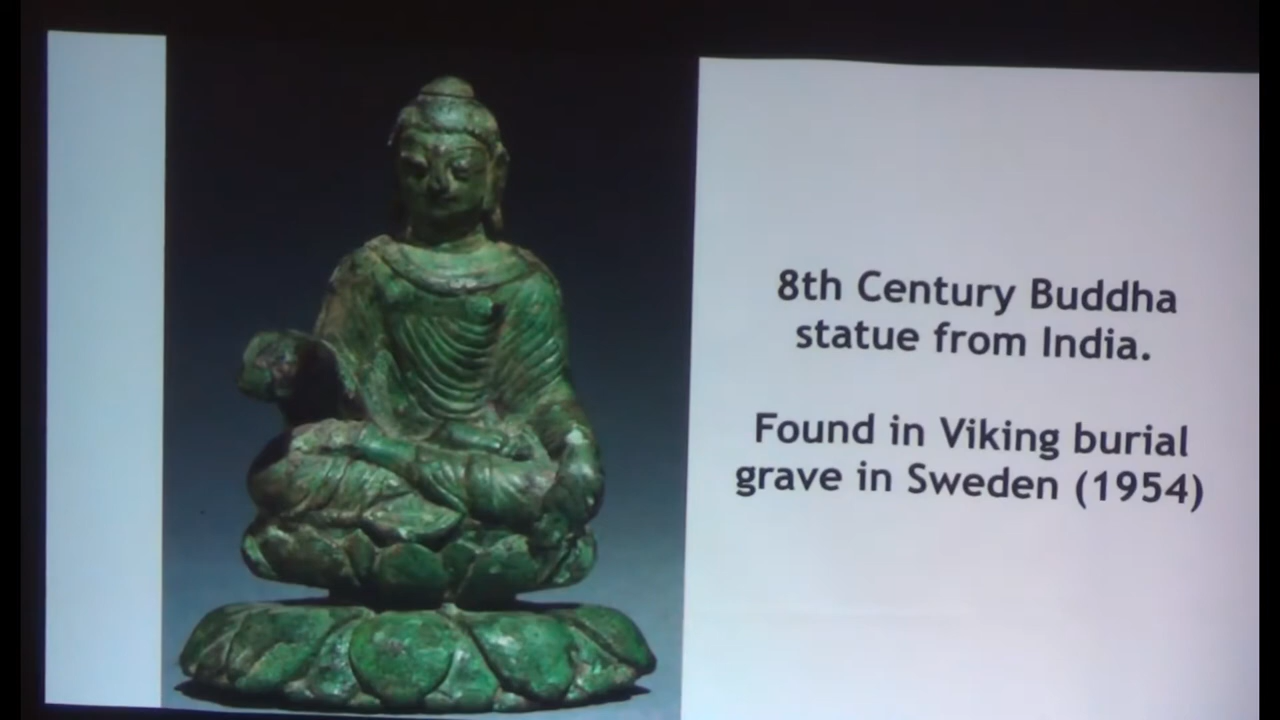 8th Century Buddha
statue from India.
Found in Viking burial
grave in Sweden (1954)